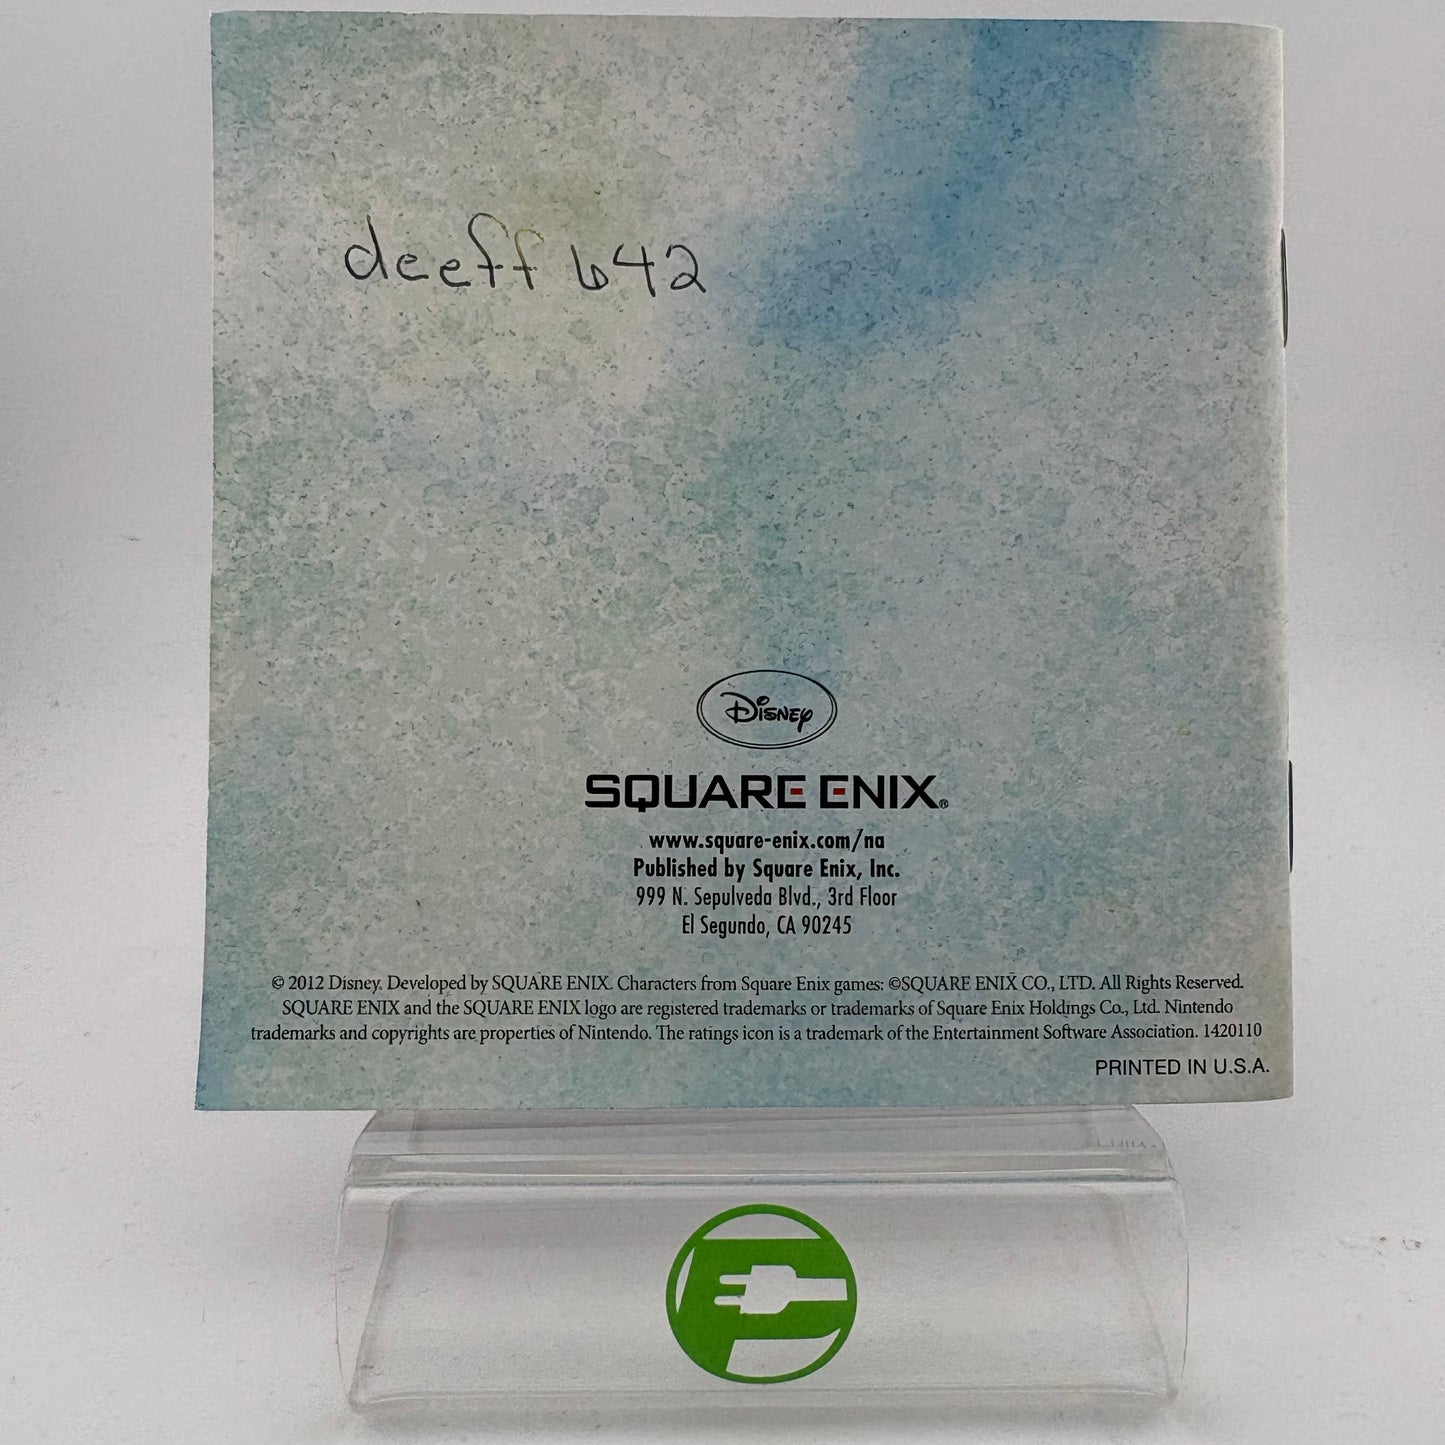 deeff 642
Disney
SQUARE ENIX®
www.square-enix.com/na
Published by Square Enix, Inc.
999 N. Sepulveda Blvd., 3rd Floor
El Segundo, CA 90245
© 2012 Disney. Developed by SQUARE ENIX. Characters from Square Enix games: ©SQUARE ENIX CO., LTD. All Rights Reserved.
SQUARE ENIX and the SQUARE ENIX logo are registered trademarks or trademarks of Square Enix Holdings Co., Ltd. Nintendo
trademarks and copyrights are properties of Nintendo. The ratings icon is a trademark of the Entertainment Software Association. 1420110
PRINTED IN U.S.A.